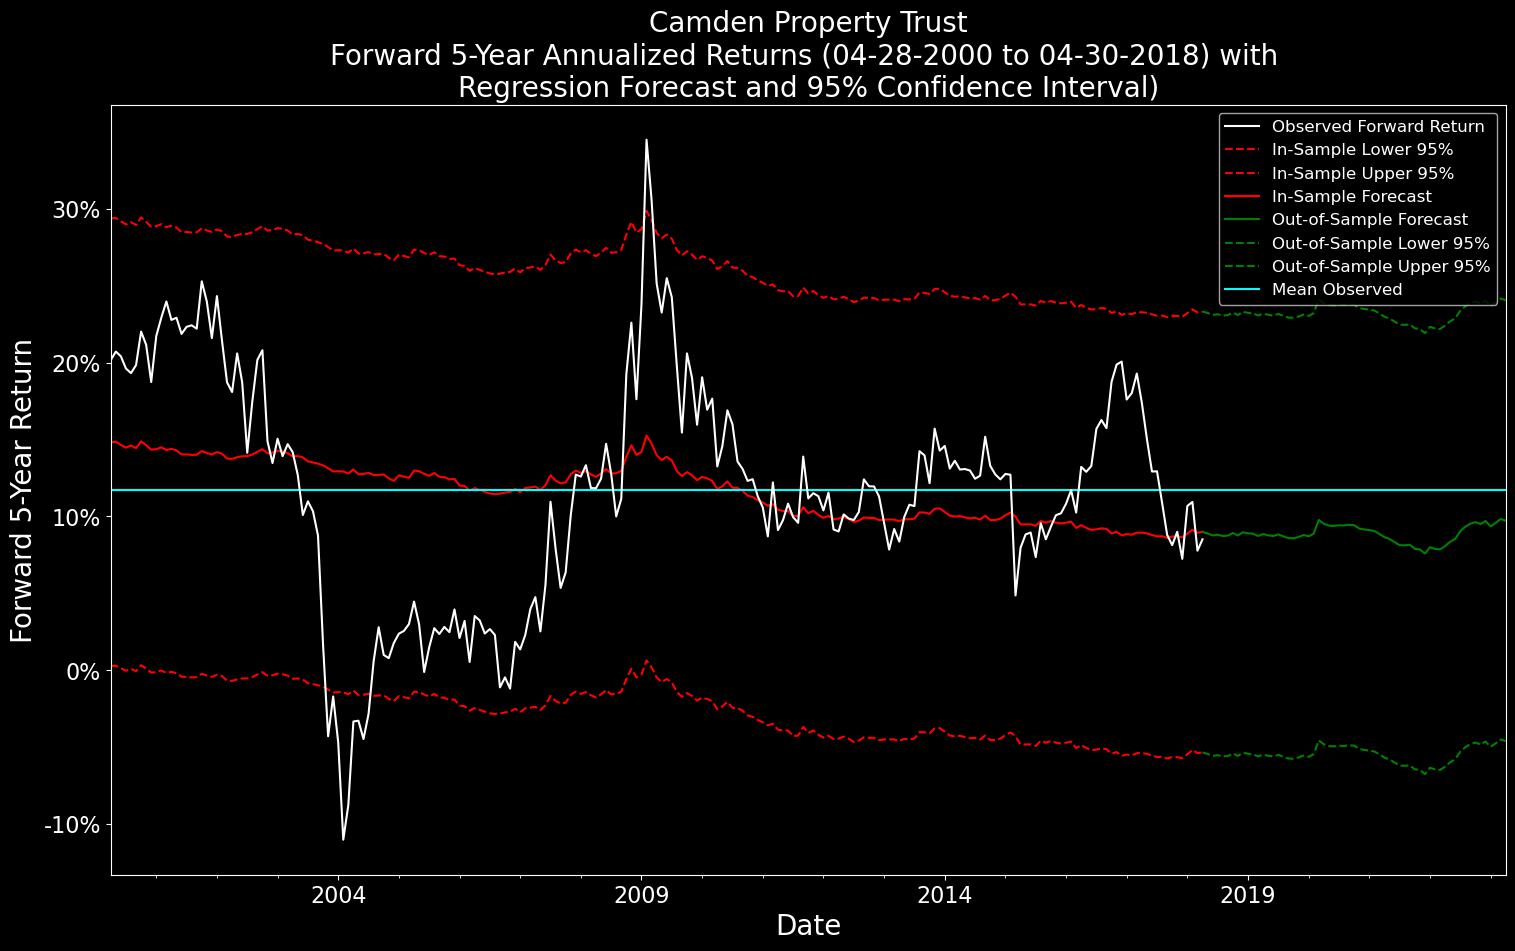 Camden Property Trust
Forward 5-Year Annualized Returns (04-28-2000 to 04-30-2018) with
Regression Forecast and 95% Confidence Interval)
Observed Forward Return
In-Sample Lower 95%
In-Sample Upper 95%
In-Sample Forecast
Out-of-Sample Forecast
Out-of-Sample Lower 95%
Out-of-Sample Upper 95%
Mean Observed
Forward 5-Year Return
30%
20%
10%
0%
-10%
2004
2009
2014
2019
Date